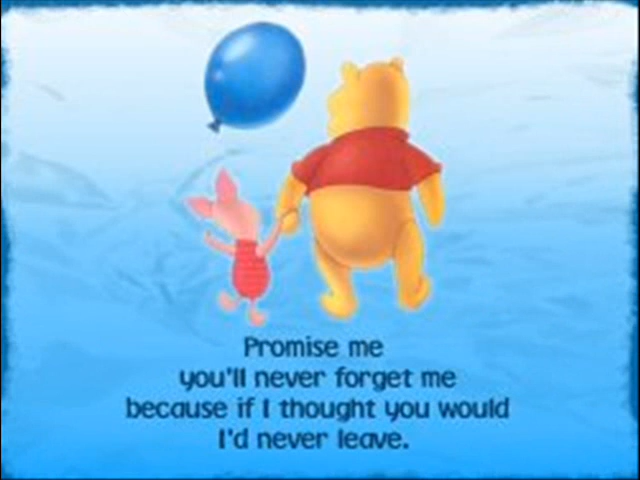 Promise me
you'll never forget me
because if I thought you would
I'd never leave.